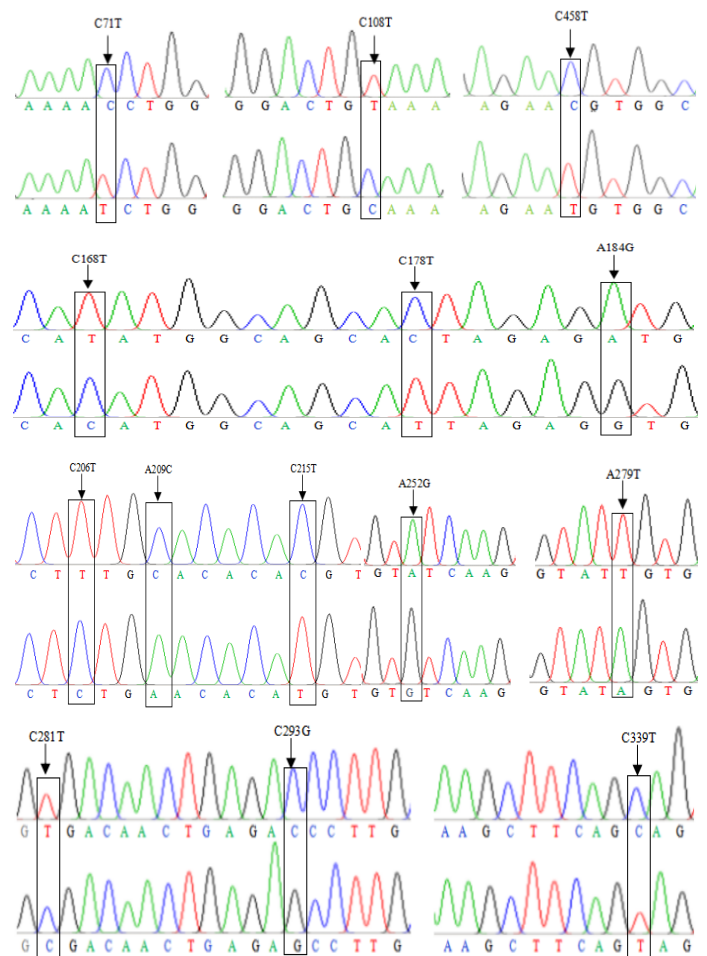 C71T C108T C458T
A A A A C C T G G G G A C T G T A A A A G A A C G T G G C
A A A A T C T G G G G A C T G C A A A A G A A T G T G G C
C168T C178T A184G
C A T A T G G C A G C A C T A G A G A T G
C A C A T G G C A G C A T T A G A G G T G
C206T A209C C215T A252G A279T
C T T T G C A C A C A C G T G T A T C A A G G T A T T G T G
C T C T G A A C A C A T G T G T G T C A A G G T A T A G T G
C281T C293G C339T
G T G A C A A C T G A G A C C C T T G A A G C T T C A G C A G
G C G A C A A C T G A G A G C C T T G A A G C T T C A G T A G